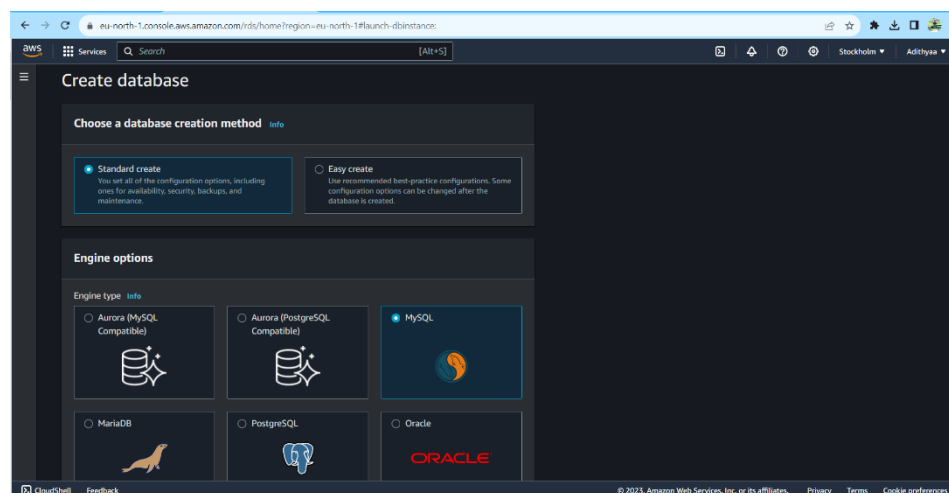 eu-north-1.console.aws.amazon.com/rds/home?region=eu-north-1#launch-dbinstance:
aws
Services
Search
[Alt+S]
Stockholm ▼
Adithyaa ▼
Create database
Choose a database creation method Info
Standard create
You set all of the configuration options, including
ones for availability, security, backups, and
maintenance.
Easy create
Use recommended best-practice configurations. Some
configuration options can be changed after the
database is created.
Engine options
Engine type Info
Aurora (MySQL
Compatible)
Aurora (PostgreSQL
Compatible)
MySQL
MariaDB
PostgreSQL
Oracle
ORACLE
CloudShell
Feedback
© 2023, Amazon Web Services, Inc. or its affiliates.
Privacy
Terms
Cookie preferences